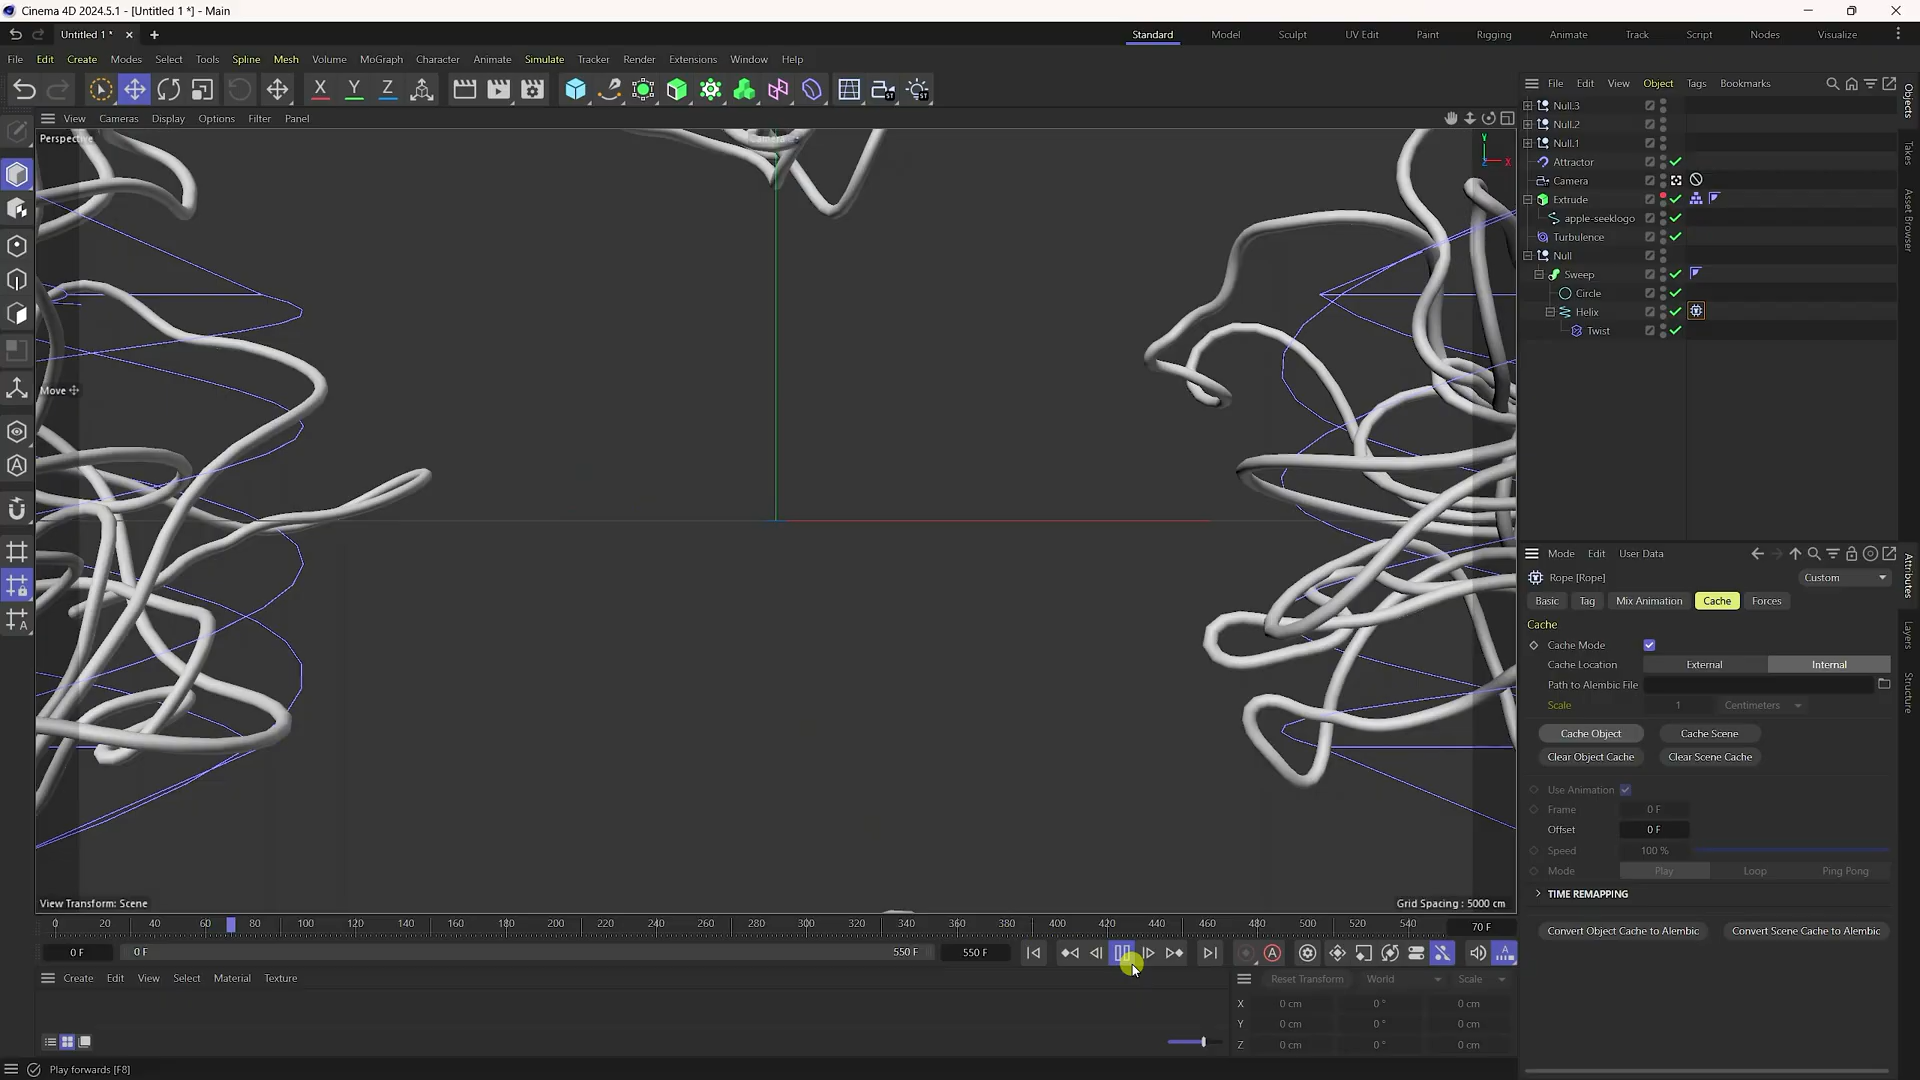 Cinema 4D 2024.5.1 - [Untitled 1 *] - Main
Untitled 1 *
Standard Model Sculpt UV Edit Paint Rigging Animate Track Script Nodes Visualize
File Edit Create Modes Select Tools Spline Mesh Volume MoGraph Character Animate Simulate Tracker Render Extensions Window Help
X Y Z
File Edit View Object Tags Bookmarks
View Cameras Display Options Filter Panel
Perspective
Camera
Y
X
Z
Move
Null.3
Null.2
Null.1
Attractor
Camera
Extrude
apple-seeklogo
Turbulence
Null
Sweep
Circle
Helix
Twist
Objects
Takes
Asset Browser
Mode Edit User Data
Rope [Rope]
Custom
Basic Tag Mix Animation Cache Forces
Cache
Cache Mode
Cache Location External Internal
Path to Alembic File
Scale 1 Centimeters
Cache Object Cache Scene
Clear Object Cache Clear Scene Cache
Use Animation
Frame 0 F
Offset 0 F
Speed 100 %
Mode Play Loop Ping Pong
TIME REMAPPING
Convert Object Cache to Alembic Convert Scene Cache to Alembic
Attributes
Layers
Structure
View Transform: Scene
Grid Spacing : 5000 cm
0 20 40 60 80 100 120 140 160 180 200 220 240 260 280 300 320 340 360 380 400 420 440 460 480 500 520 540
70 F
0 F 0 F 550 F 550 F
Create Edit View Select Material Texture
Reset Transform World Scale
X 0 cm 0 ° 0 cm
Y 0 cm 0 ° 0 cm
Z 0 cm 0 ° 0 cm
Play forwards [F8]